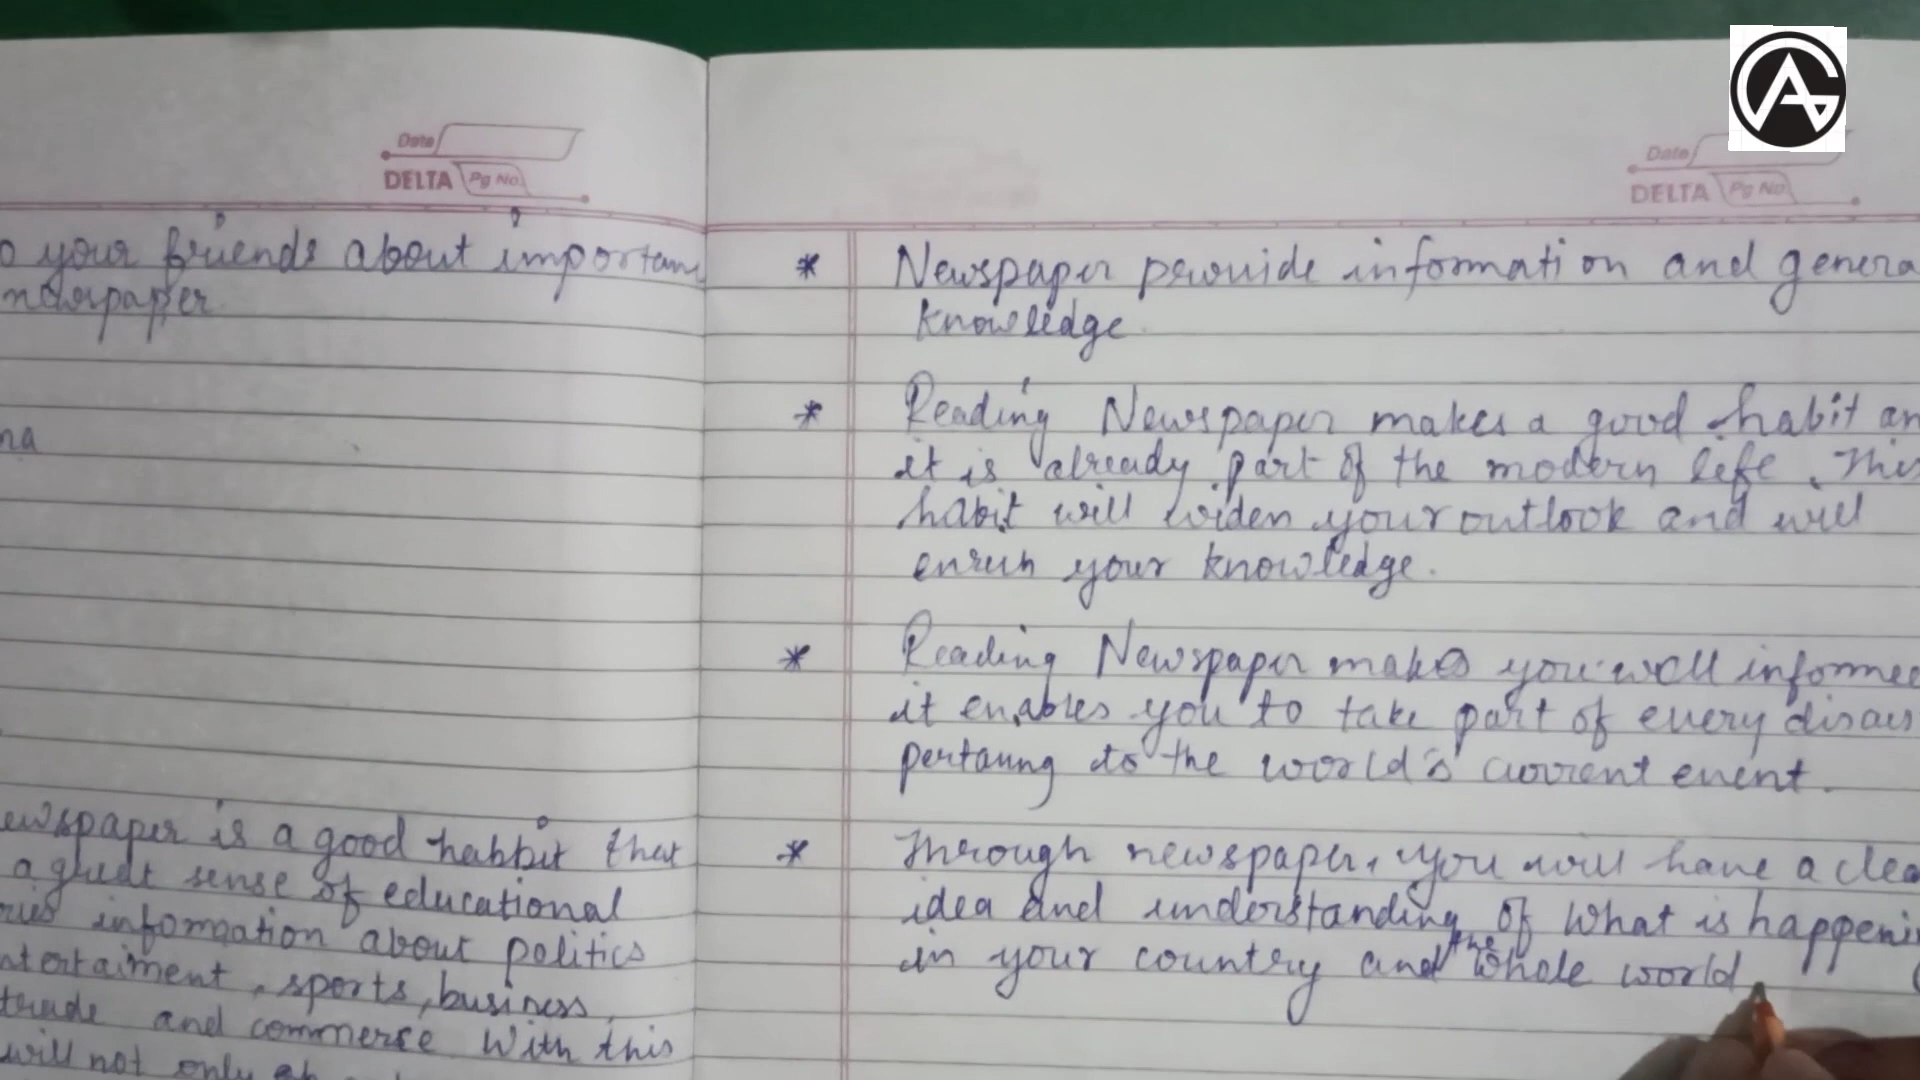 Date
DELTA Pg No.
o your friends about importan
newspaper.
na
ewspaper is a good habbit that
a great sense of educational
ries infomation about politics
ntertaiment, sports, business,
trade and commerce With this
will not only
Date
DELTA Pg No.
* Newspaper provide information and genera
knowledge.
* Reading Newspaper makes a good habit an
it is already part of the modern life. This
habit will widen your outlook and will
enrich your knowledge.
* Reading Newspaper makes you well informed
it enables you to take part of every discus
pertaung to the world's current event.
* Through newspaper, you will have a clea
idea and understanding of what is happeni
in your country and the whole world.